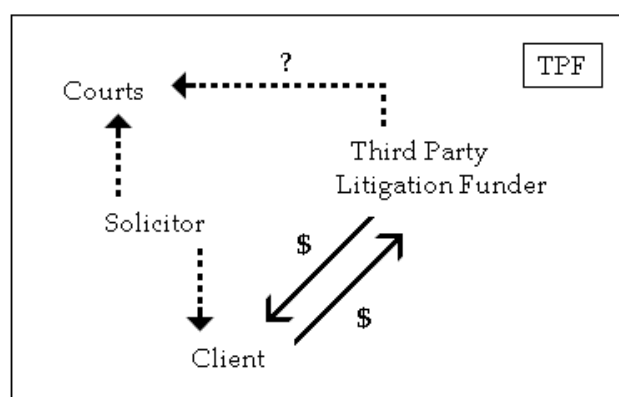 ?
TPF
Courts
Third Party
Litigation Funder
Solicitor
$
$
Client